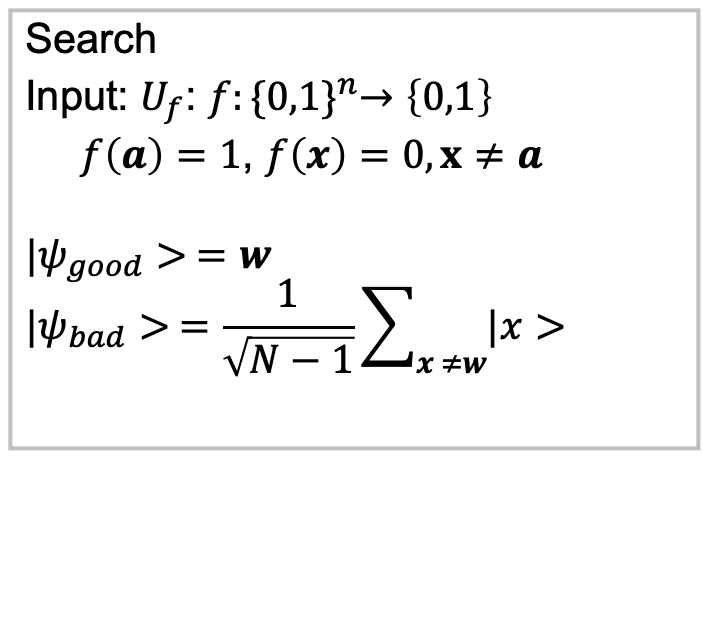 Search
Input: U_f: f:{0,1}^n→ {0,1}
f(a) = 1, f(x) = 0, x ≠ a
|ψ_good > = w
|ψ_bad > = 1/√(N − 1) ∑_{x ≠w} |x >